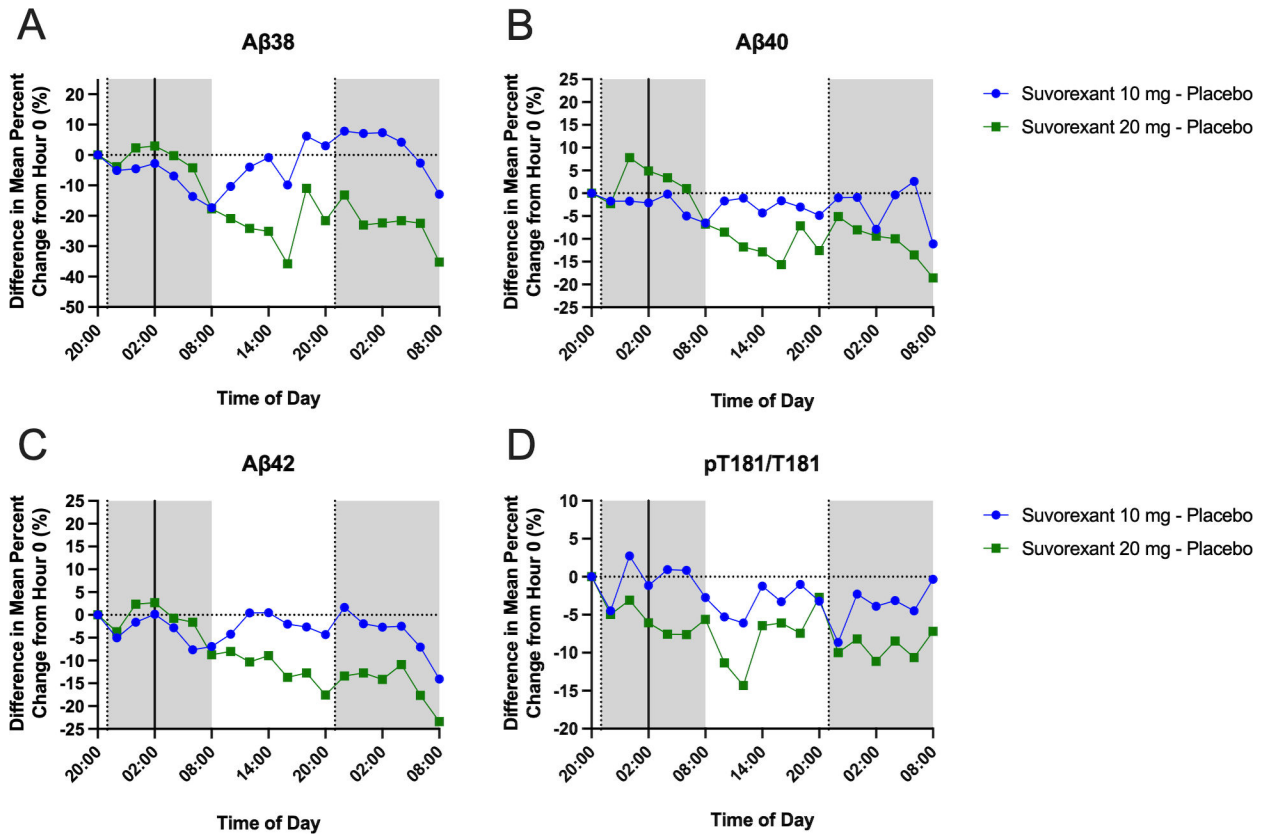 A
Aβ38
Difference in Mean Percent
Change from Hour 0 (%)
20
10
0
-10
-20
-30
-40
-50
20:00
02:00
08:00
14:00
20:00
02:00
08:00
Time of Day
B
Aβ40
Difference in Mean Percent
Change from Hour 0 (%)
25
20
15
10
5
0
-5
-10
-15
-20
-25
20:00
02:00
08:00
14:00
20:00
02:00
08:00
Time of Day
Suvorexant 10 mg - Placebo
Suvorexant 20 mg - Placebo
C
Aβ42
Difference in Mean Percent
Change from Hour 0 (%)
25
20
15
10
5
0
-5
-10
-15
-20
-25
20:00
02:00
08:00
14:00
20:00
02:00
08:00
Time of Day
D
pT181/T181
Difference in Mean Percent
Change from Hour 0 (%)
10
5
0
-5
-10
-15
-20
20:00
02:00
08:00
14:00
20:00
02:00
08:00
Time of Day
Suvorexant 10 mg - Placebo
Suvorexant 20 mg - Placebo